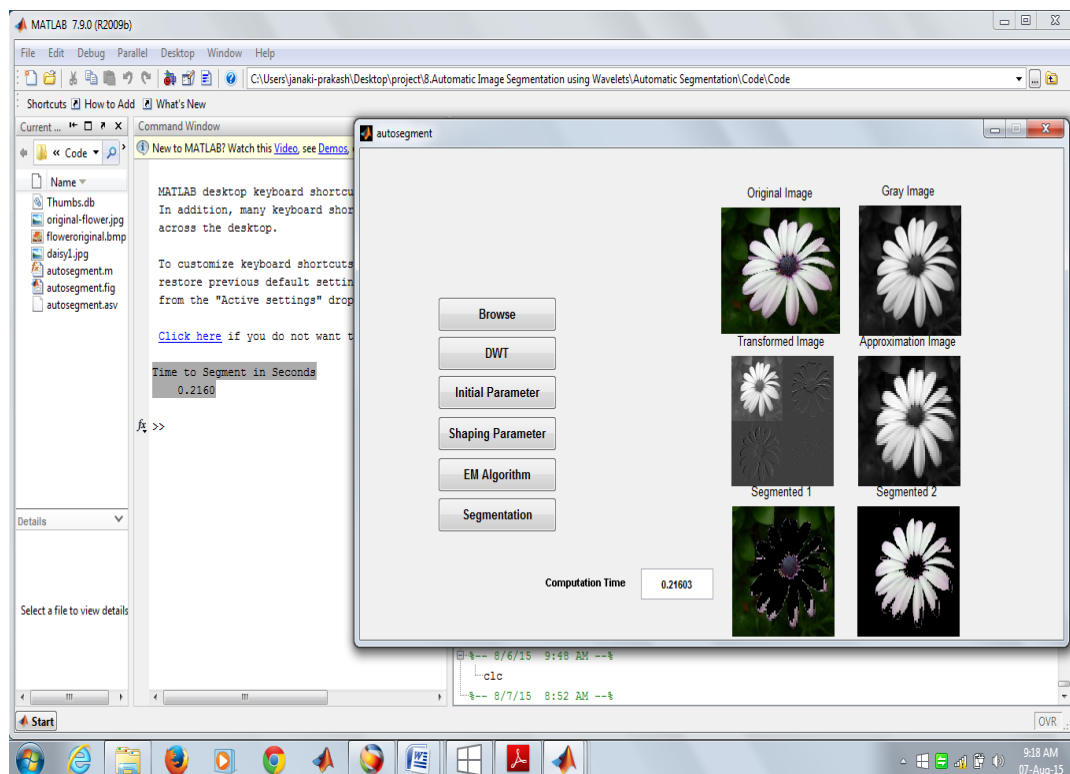 MATLAB 7.9.0 (R2009b)
File Edit Debug Parallel Desktop Window Help
C:\Users\janaki-prakash\Desktop\project\8.Automatic Image Segmentation using Wavelets\Automatic Segmentation\Code\Code
Shortcuts How to Add What's New
Current ...
« Code
Name
Thumbs.db
original-flower.jpg
floweroriginal.bmp
daisy1.jpg
autosegment.m
autosegment.fig
autosegment.asv
Details
Select a file to view details
Command Window
New to MATLAB? Watch this Video, see Demos,
MATLAB desktop keyboard shortcu
In addition, many keyboard shor
across the desktop.
To customize keyboard shortcuts
restore previous default settin
from the "Active settings" drop
Click here if you do not want t
Time to Segment in Seconds
0.2160
fx >>
autosegment
Browse
DWT
Initial Parameter
Shaping Parameter
EM Algorithm
Segmentation
Computation Time 0.21603
Original Image Gray Image
Transformed Image Approximation Image
Segmented 1 Segmented 2
%-- 8/6/15 9:48 AM --%
clc
%-- 8/7/15 8:52 AM --%
Start
OVR
9:18 AM
07-Aug-15